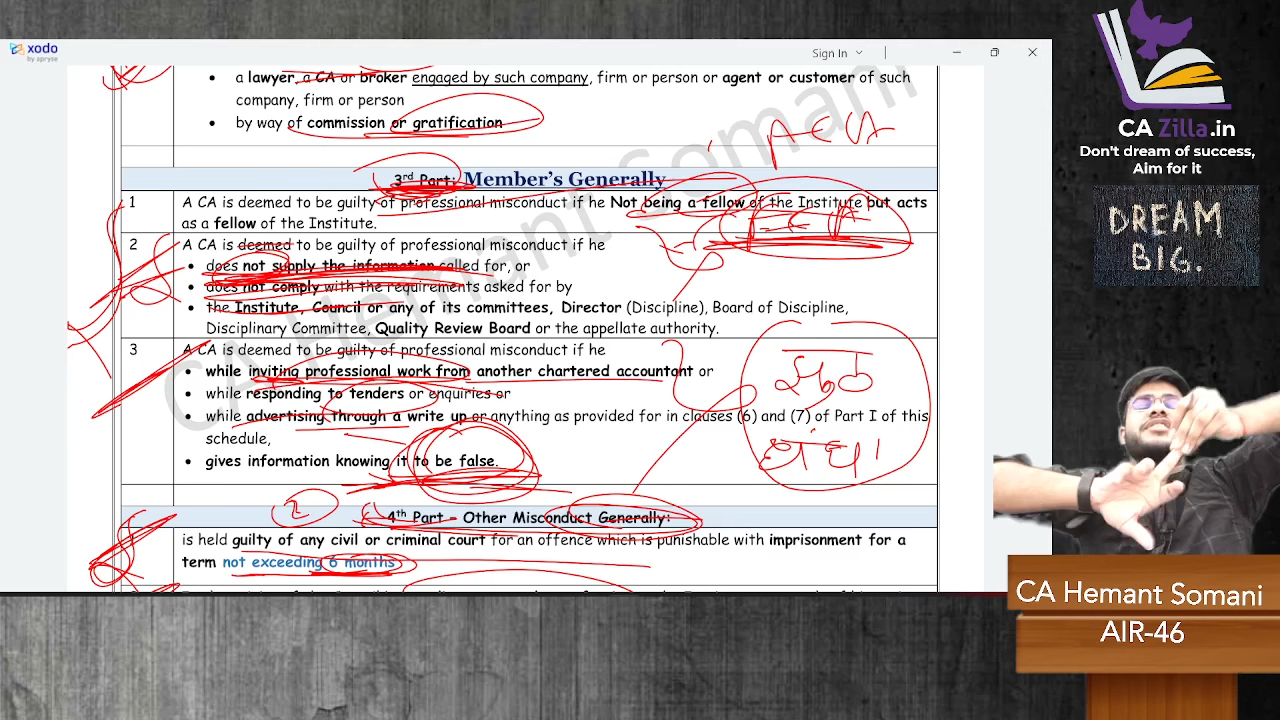 xodo
by apryse
Sign In
CA Zilla.in
Don't dream of success,
Aim for it
DREAM
BIG.
• a lawyer, a CA or broker engaged by such company, firm or person or agent or customer of such
company, firm or person
• by way of commission or gratification
ACA
3rd Part: Member's Generally
1 A CA is deemed to be guilty of professional misconduct if he Not being a fellow of the Institute but acts
as a fellow of the Institute.
FCA
2 A CA is deemed to be guilty of professional misconduct if he
• does not supply the information called for, or
• does not comply with the requirements asked for by
• the Institute, Council or any of its committees, Director (Discipline), Board of Discipline,
Disciplinary Committee, Quality Review Board or the appellate authority.
3 A CA is deemed to be guilty of professional misconduct if he
• while inviting professional work from another chartered accountant or
• while responding to tenders or enquiries or
• while advertising through a write up or anything as provided for in clauses (6) and (7) of Part I of this
schedule,
• gives information knowing it to be false.
2
4th Part - Other Misconduct Generally:
is held guilty of any civil or criminal court for an offence which is punishable with imprisonment for a
term not exceeding 6 months
CA Hemant Somani
CA Hemant Somani
AIR-46